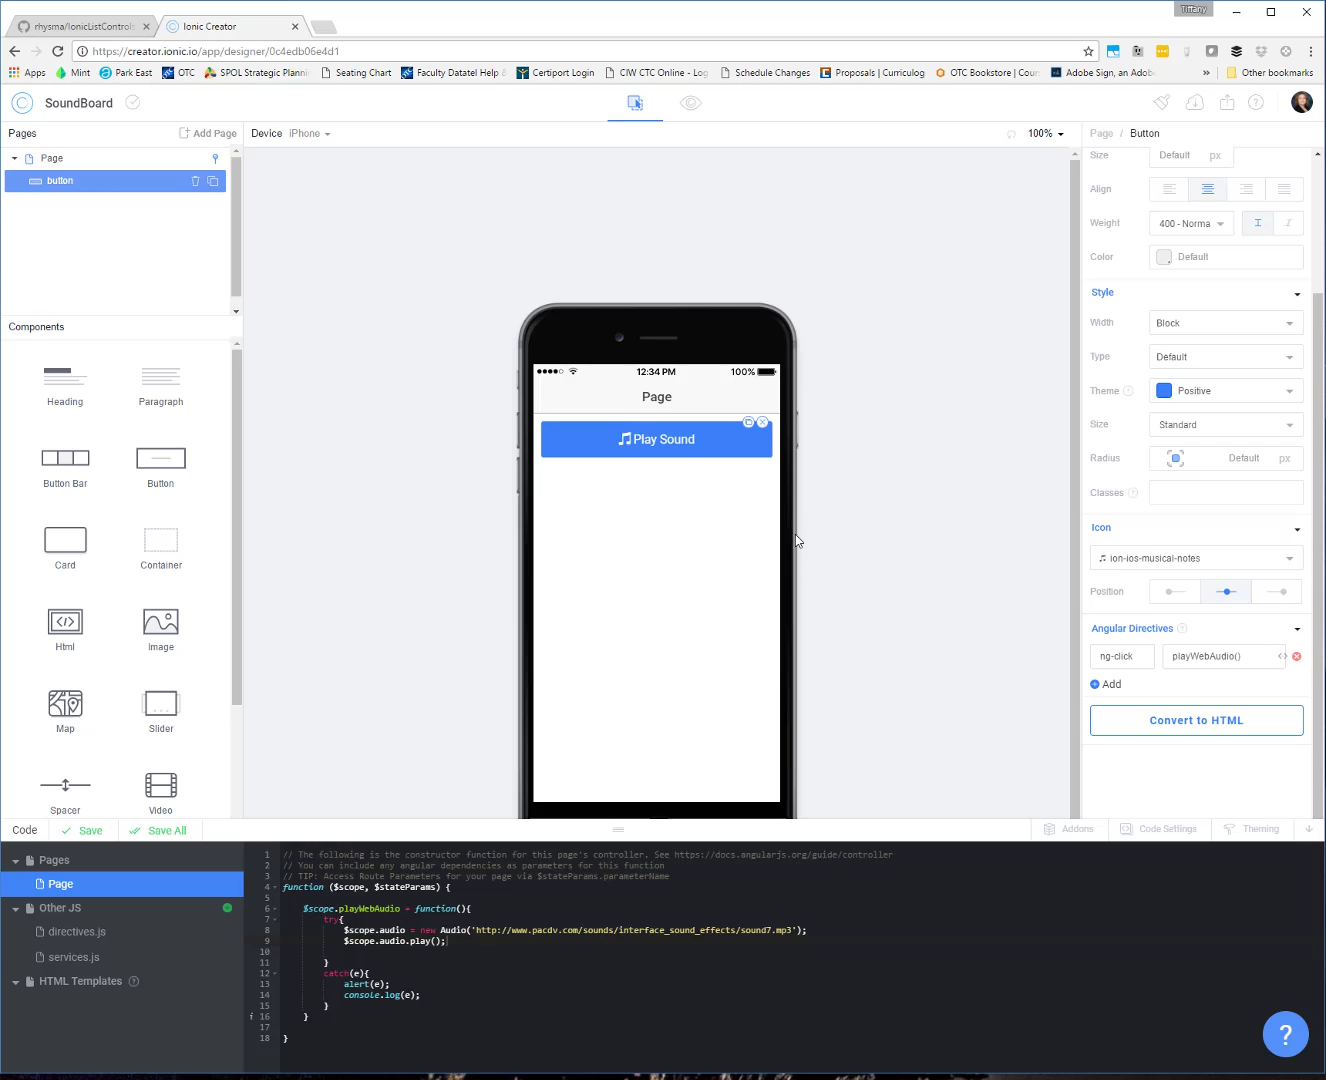 Tiffany
rhysma/IonicListControls
Ionic Creator
https://creator.ionic.io/app/designer/0c4edb06e4d1
Apps
Mint
Park East
OTC
SPOL Strategic Planni
Seating Chart
Faculty Datatel Help
Certiport Login
CIW CTC Online - Log
Schedule Changes
Proposals | Curriculog
OTC Bookstore | Cour
Adobe Sign, an Adob
»
Other bookmarks
SoundBoard
Pages
Add Page
Device iPhone
100%
Page / Button
Page
button
Size Default px
Align
Weight 400 - Norma
Color Default
Style
Width Block
Type Default
Theme Positive
Size Standard
Radius Default px
Classes
Icon
ion-ios-musical-notes
Position
Angular Directives
ng-click playWebAudio()
Add
Convert to HTML
Components
Heading
Paragraph
Button Bar
Button
Card
Container
Html
Image
Map
Slider
Spacer
Video
12:34 PM
100%
Page
Play Sound
Code
Save
Save All
Addons
Code Settings
Theming
Pages
Page
Other JS
directives.js
services.js
HTML Templates
1 // The following is the constructor function for this page's controller. See https://docs.angularjs.org/guide/controller
2 // You can include any angular dependencies as parameters for this function
3 // TIP: Access Route Parameters for your page via $stateParams.parameterName
4 function ($scope, $stateParams) {
5
6 $scope.playWebAudio = function(){
7 try{
8 $scope.audio = new Audio('http://www.pacdv.com/sounds/interface_sound_effects/sound7.mp3');
9 $scope.audio.play();
10
11 }
12 catch(e){
13 alert(e);
14 console.log(e);
15 }
i 16 }
17
18 }
?